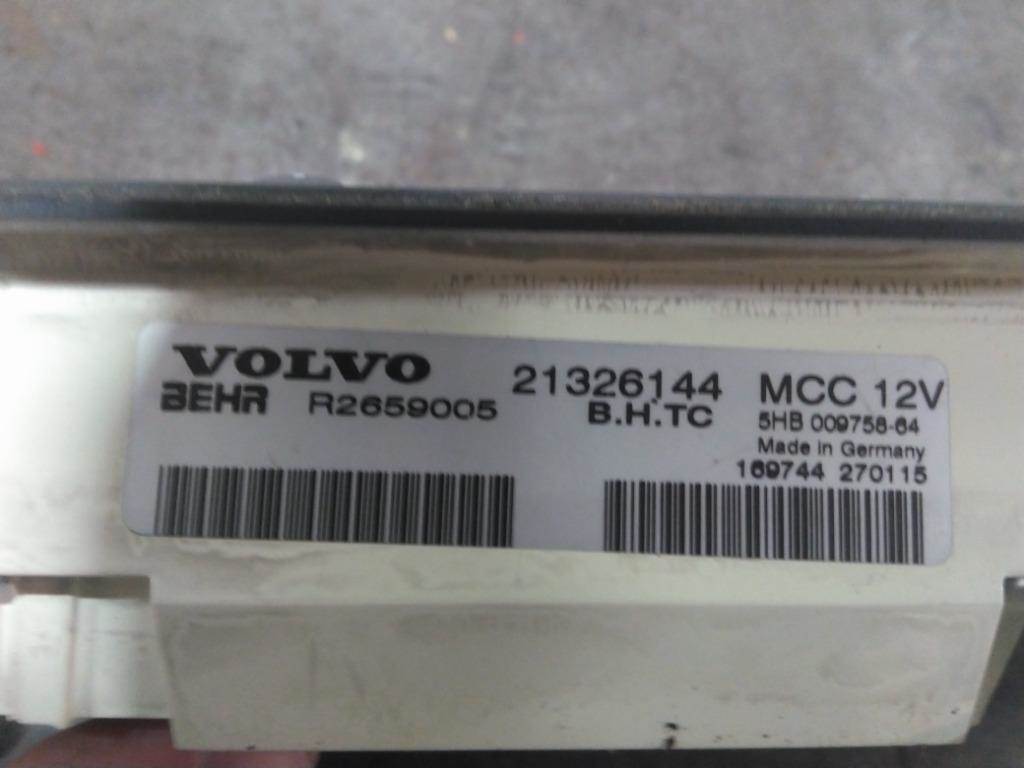 VOLVO 21326144 MCC 12V
BEHR R2659005 B.H.TC 5HB 009758-64
Made in Germany
169744 270115